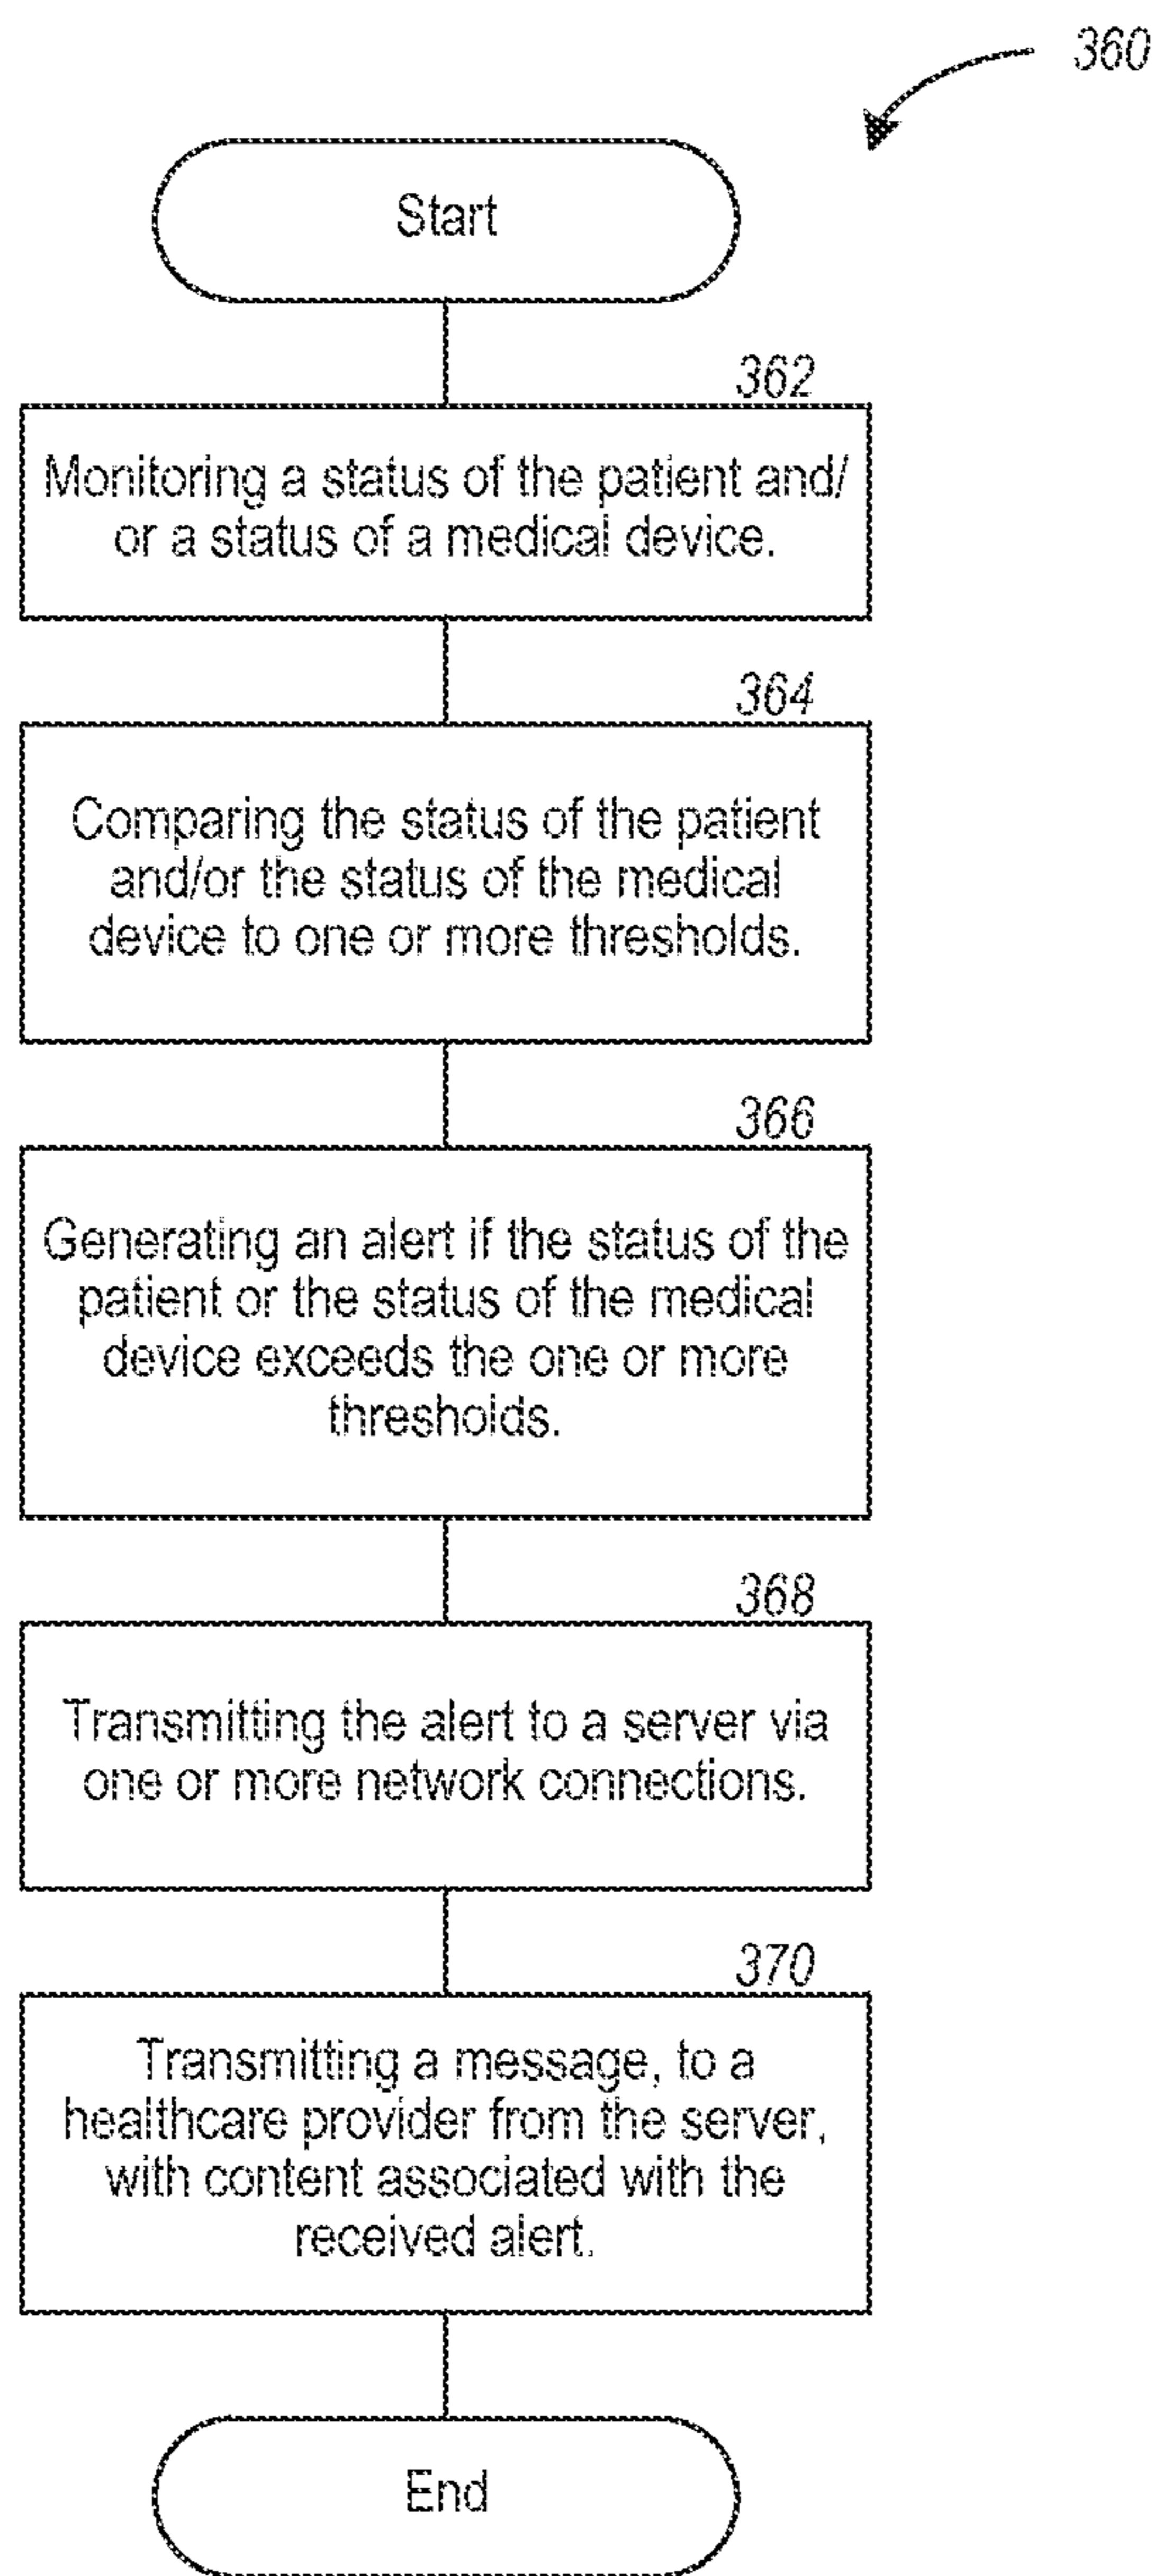 360
Start
362
Monitoring a status of the patient and/
or a status of a medical device.
364
Comparing the status of the patient
and/or the status of the medical
device to one or more thresholds.
366
Generating an alert if the status of the
patient or the status of the medical
device exceeds the one or more
thresholds.
368
Transmitting the alert to a server via
one or more network connections.
370
Transmitting a message, to a
healthcare provider from the server,
with content associated with the
received alert.
End